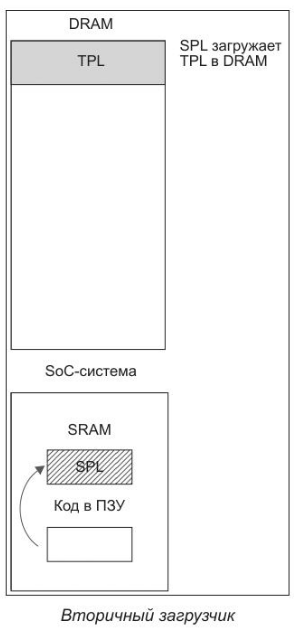 DRAM
TPL
SPL загружает
TPL в DRAM
SoC-система
SRAM
SPL
Код в ПЗУ
Вторичный загрузчик